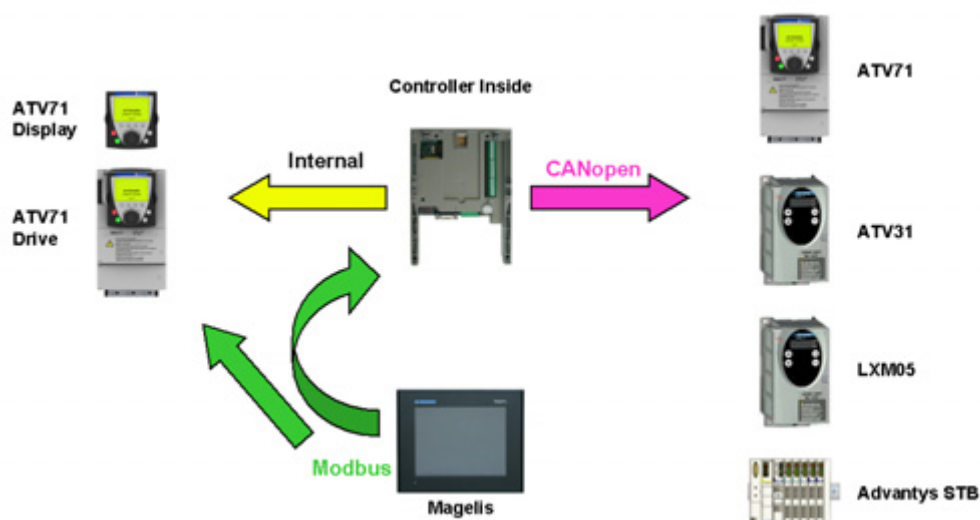 ATV71
Display
ATV71
Drive
Internal
Controller Inside
CANopen
ATV71
ATV31
LXM05
Advantys STB
Modbus
Magelis